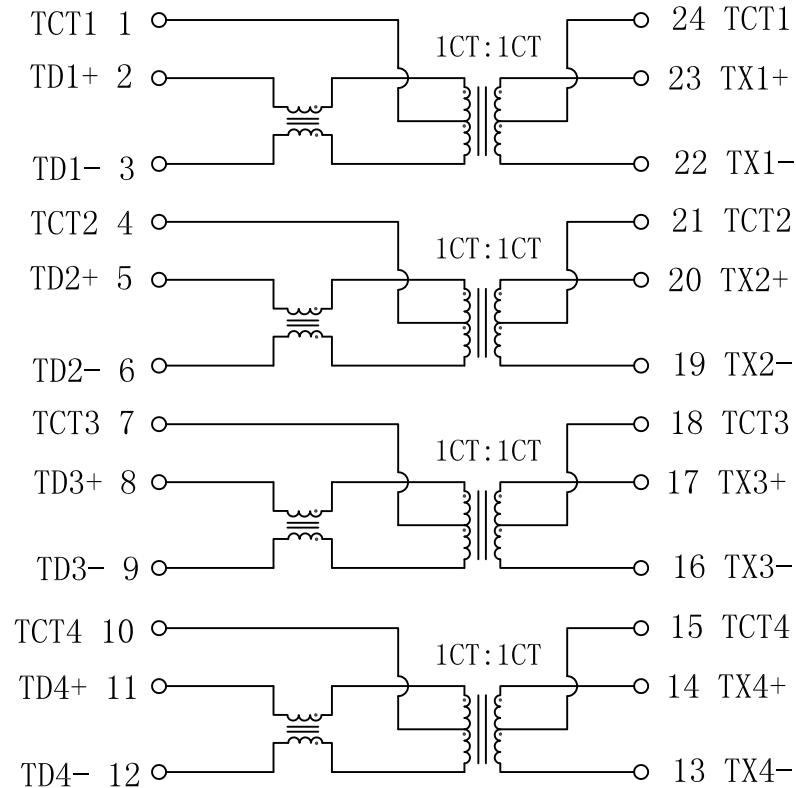 TCT1 1
24 TCT1
1CT:1CT
TD1+ 2
23 TX1+
TD1- 3
22 TX1-
TCT2 4
21 TCT2
1CT:1CT
TD2+ 5
20 TX2+
TD2- 6
19 TX2-
TCT3 7
18 TCT3
1CT:1CT
TD3+ 8
17 TX3+
TD3- 9
16 TX3-
TCT4 10
15 TCT4
1CT:1CT
TD4+ 11
14 TX4+
TD4- 12
13 TX4-